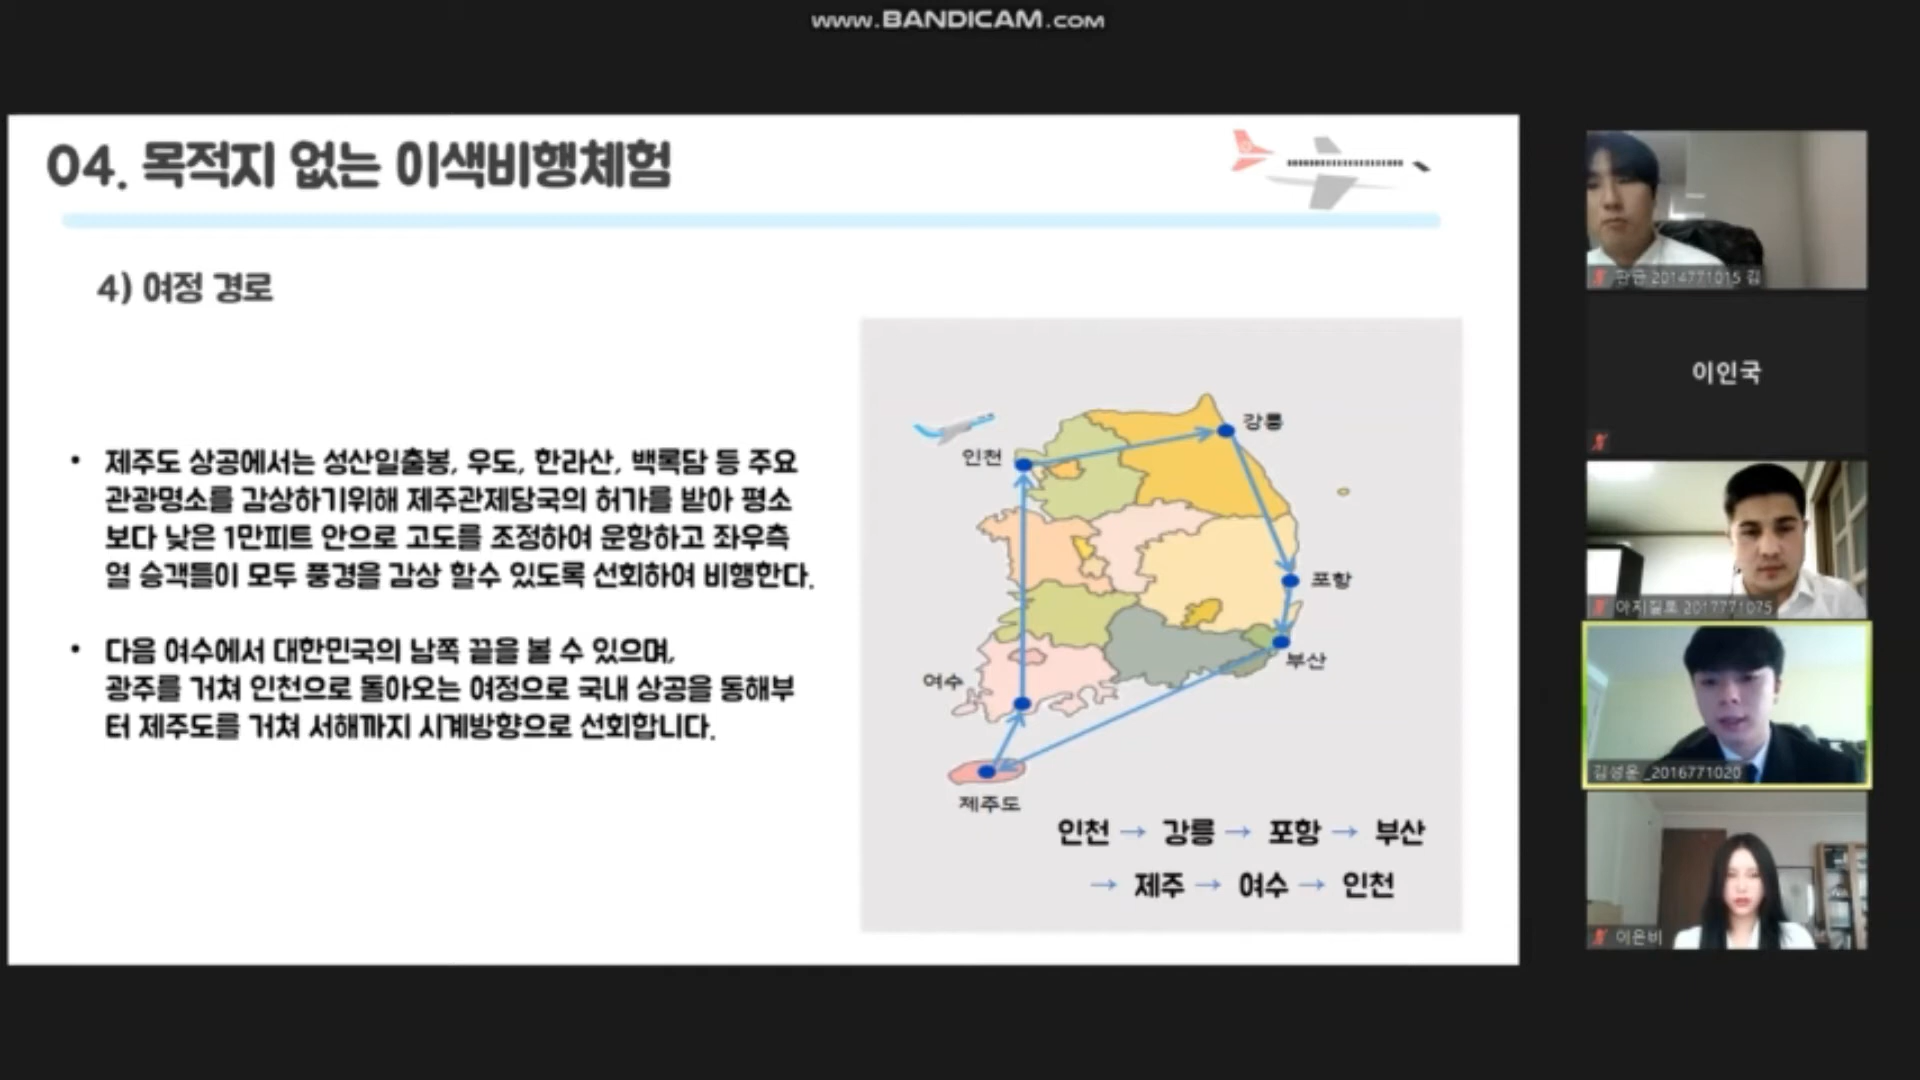 www.BANDICAM.com
04. 목적지 없는 이색비행체험
4) 여정 경로
• 제주도 상공에서는 성산일출봉, 우도, 한라산, 백록담 등 주요
관광명소를 감상하기위해 제주관제당국의 허가를 받아 평소
보다 낮은 1만피트 안으로 고도를 조정하여 운항하고 좌우측
열 승객들이 모두 풍경을 감상 할수 있도록 선회하여 비행한다.
• 다음 여수에서 대한민국의 남쪽 끝을 볼 수 있으며,
광주를 거쳐 인천으로 돌아오는 여정으로 국내 상공을 동해부
터 제주도를 거쳐 서해까지 시계방향으로 선회합니다.
강릉
인천
포항
부산
여수
제주도
인천 → 강릉 → 포항 → 부산
→ 제주 → 여수 → 인천
2014771015 김
이인국
아지질로 2017771075
김성운_2016771020
이은비